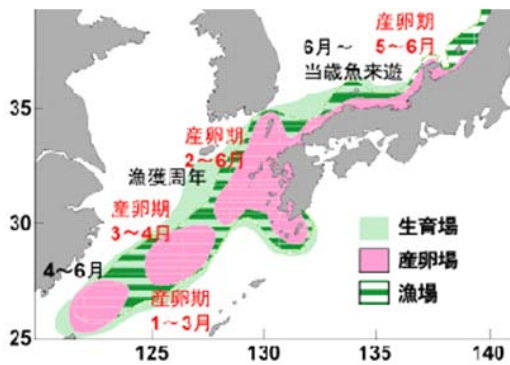 産卵期
5~6月
6月~
当歳魚来遊
35
産卵期
2~6月
漁獲周年
産卵期
3~4月
30
4~6月
産卵期
1~3月
25
生育場
産卵場
漁場
125
130
135
140